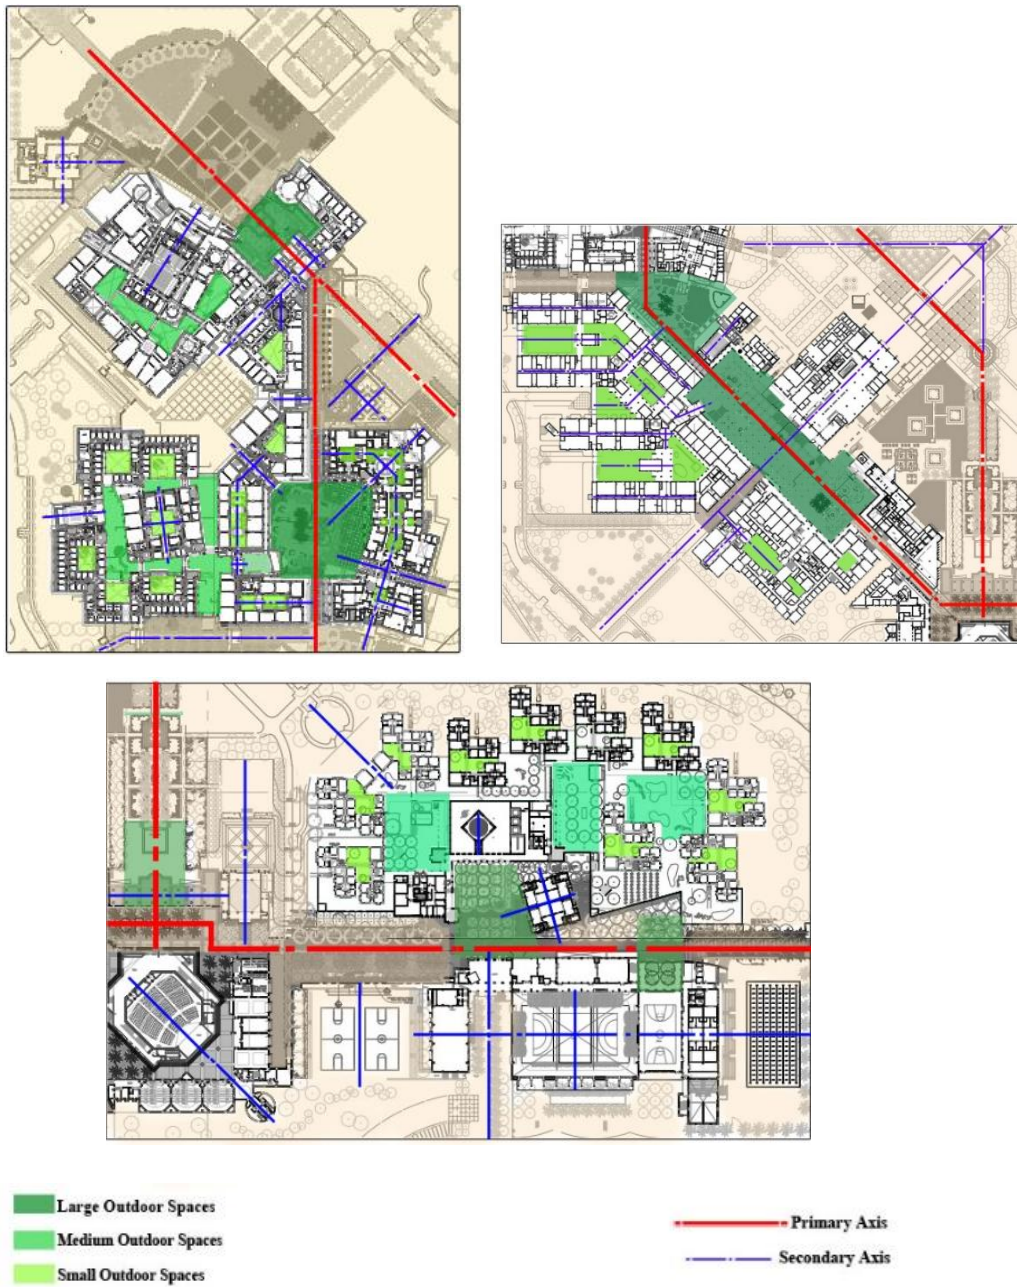 Large Outdoor Spaces
Medium Outdoor Spaces
Small Outdoor Spaces
Primary Axis
Secondary Axis